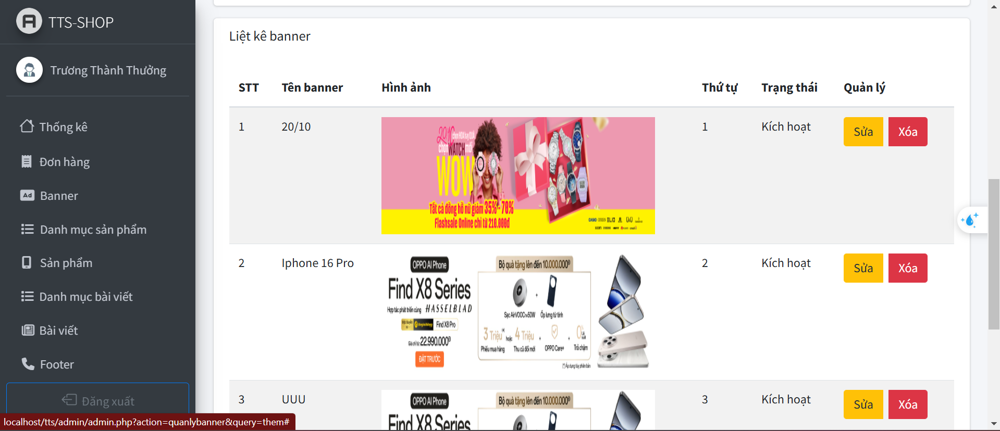 TTS-SHOP
Trương Thành Thưởng
Thống kê
Đơn hàng
Ad Banner
Danh mục sản phẩm
Sản phẩm
Danh mục bài viết
Bài viết
Footer
Đăng xuất
localhost/tts/admin/admin.php?action=quanlybanner&query=them#
Liệt kê banner
STT Tên banner Hình ảnh Thứ tự Trạng thái Quản lý
1 20/10 1 Kích hoạt Sửa Xóa
20/10 chọn HOA hay QUÀ
chọn WATCH mới
WOW
Tất cả đồng hồ nữ giảm 35% - 70%
Flashsale Online chỉ từ 210.000đ
CASIO CITIZEN
2 Iphone 16 Pro 2 Kích hoạt Sửa Xóa
OPPO AI Phone
Find X8 Series
Hợp tác phát triển cùng HASSELBLAD
Find X8 Pro
Giá chỉ từ 22.990.000Đ
ĐẶT TRƯỚC
Bộ quà tặng lên đến 10.000.000Đ
+
Sạc AirVOOC 50W Ốp lưng từ tính
3 Triệu(*) hoặc 4 Triệu + + 0% Lãi suất
Phiếu mua hàng Thu cũ đổi mới OPPO Care+ Trả chậm
(*) Áp dụng tùy phiên bản
3 UUU 3 Kích hoạt Sửa Xóa
OPPO AI Phone
Bộ quà tặng lên đến 10.000.000Đ
Find X8 Series